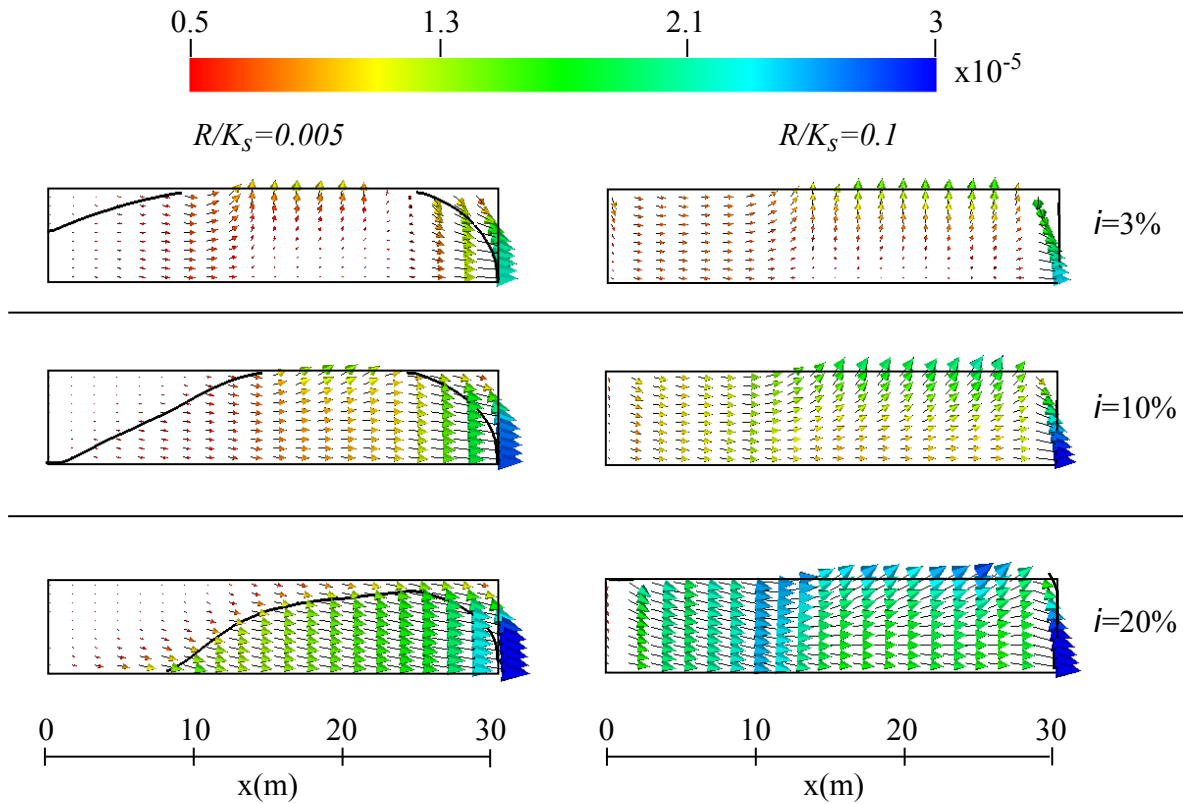 0.5 1.3 2.1 3
x10⁻⁵
R/Kₛ=0.005 R/Kₛ=0.1
i=3%
i=10%
i=20%
0 10 20 30 0 10 20 30
x(m) x(m)